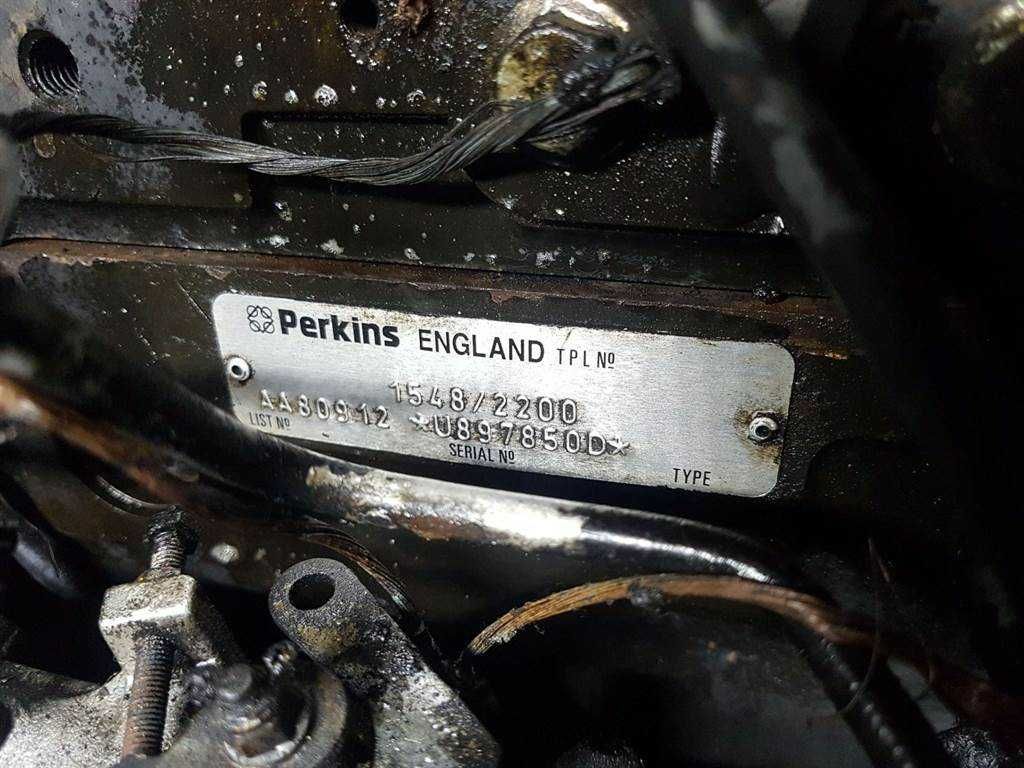 Perkins ENGLAND TPL Nº
1548/2200
AA80912 *U897850D*
LIST Nº SERIAL Nº TYPE